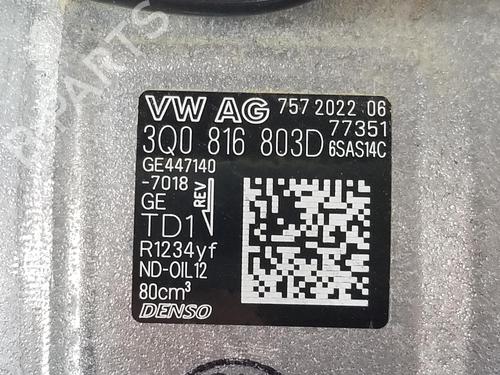 VW AG 757 2022 06
3Q0 816 803D 77351
6SAS14C
GE447140
-7018
GE
REV
TD1
R1234yf
ND-OIL12
80cm³
DENSO
PARTS